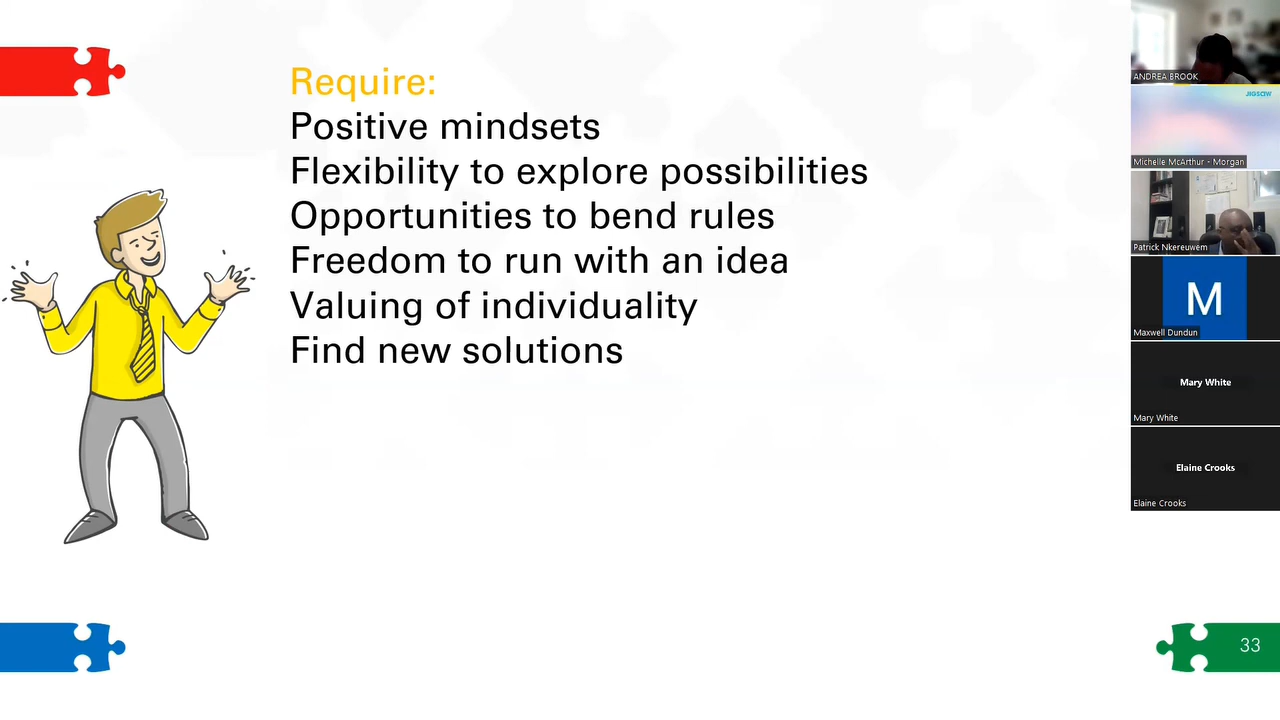 Require:
Positive mindsets
Flexibility to explore possibilities
Opportunities to bend rules
Freedom to run with an idea
Valuing of individuality
Find new solutions
33
ANDREA BROOK
JIGSAW
Michelle McArthur - Morgan
Patrick Nkereuwem
M
Maxwell Dundun
Mary White
Mary White
Elaine Crooks
Elaine Crooks